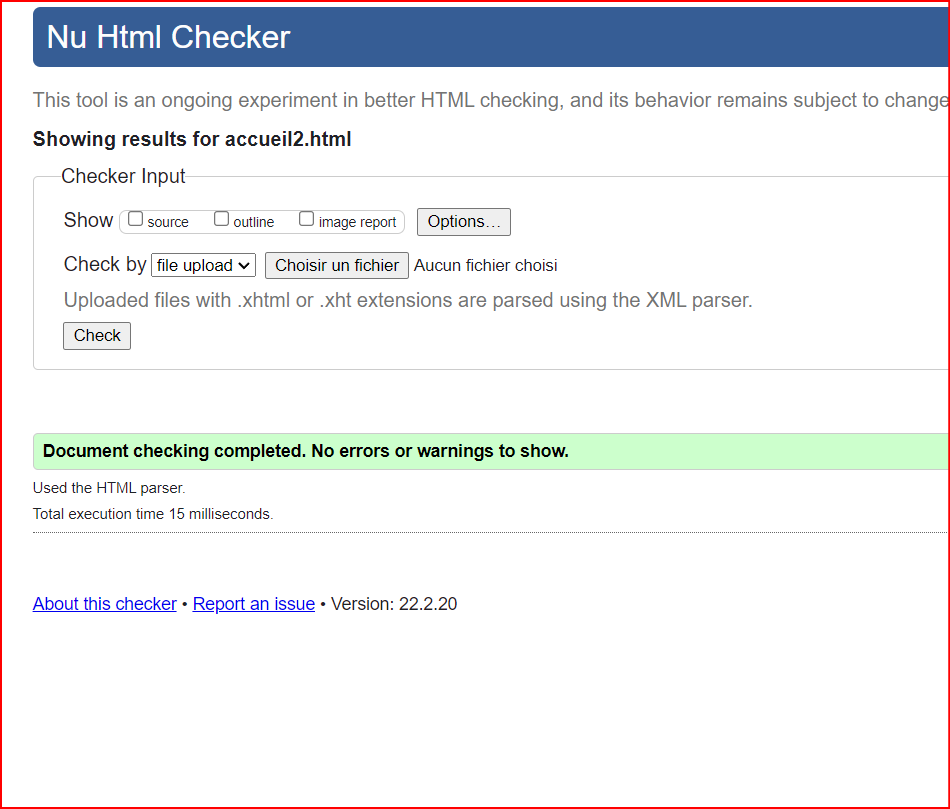 Nu Html Checker
This tool is an ongoing experiment in better HTML checking, and its behavior remains subject to change
Showing results for accueil2.html
Checker Input
Show source outline image report Options...
Check by file upload Choisir un fichier Aucun fichier choisi
Uploaded files with .xhtml or .xht extensions are parsed using the XML parser.
Check
Document checking completed. No errors or warnings to show.
Used the HTML parser.
Total execution time 15 milliseconds.
About this checker • Report an issue • Version: 22.2.20